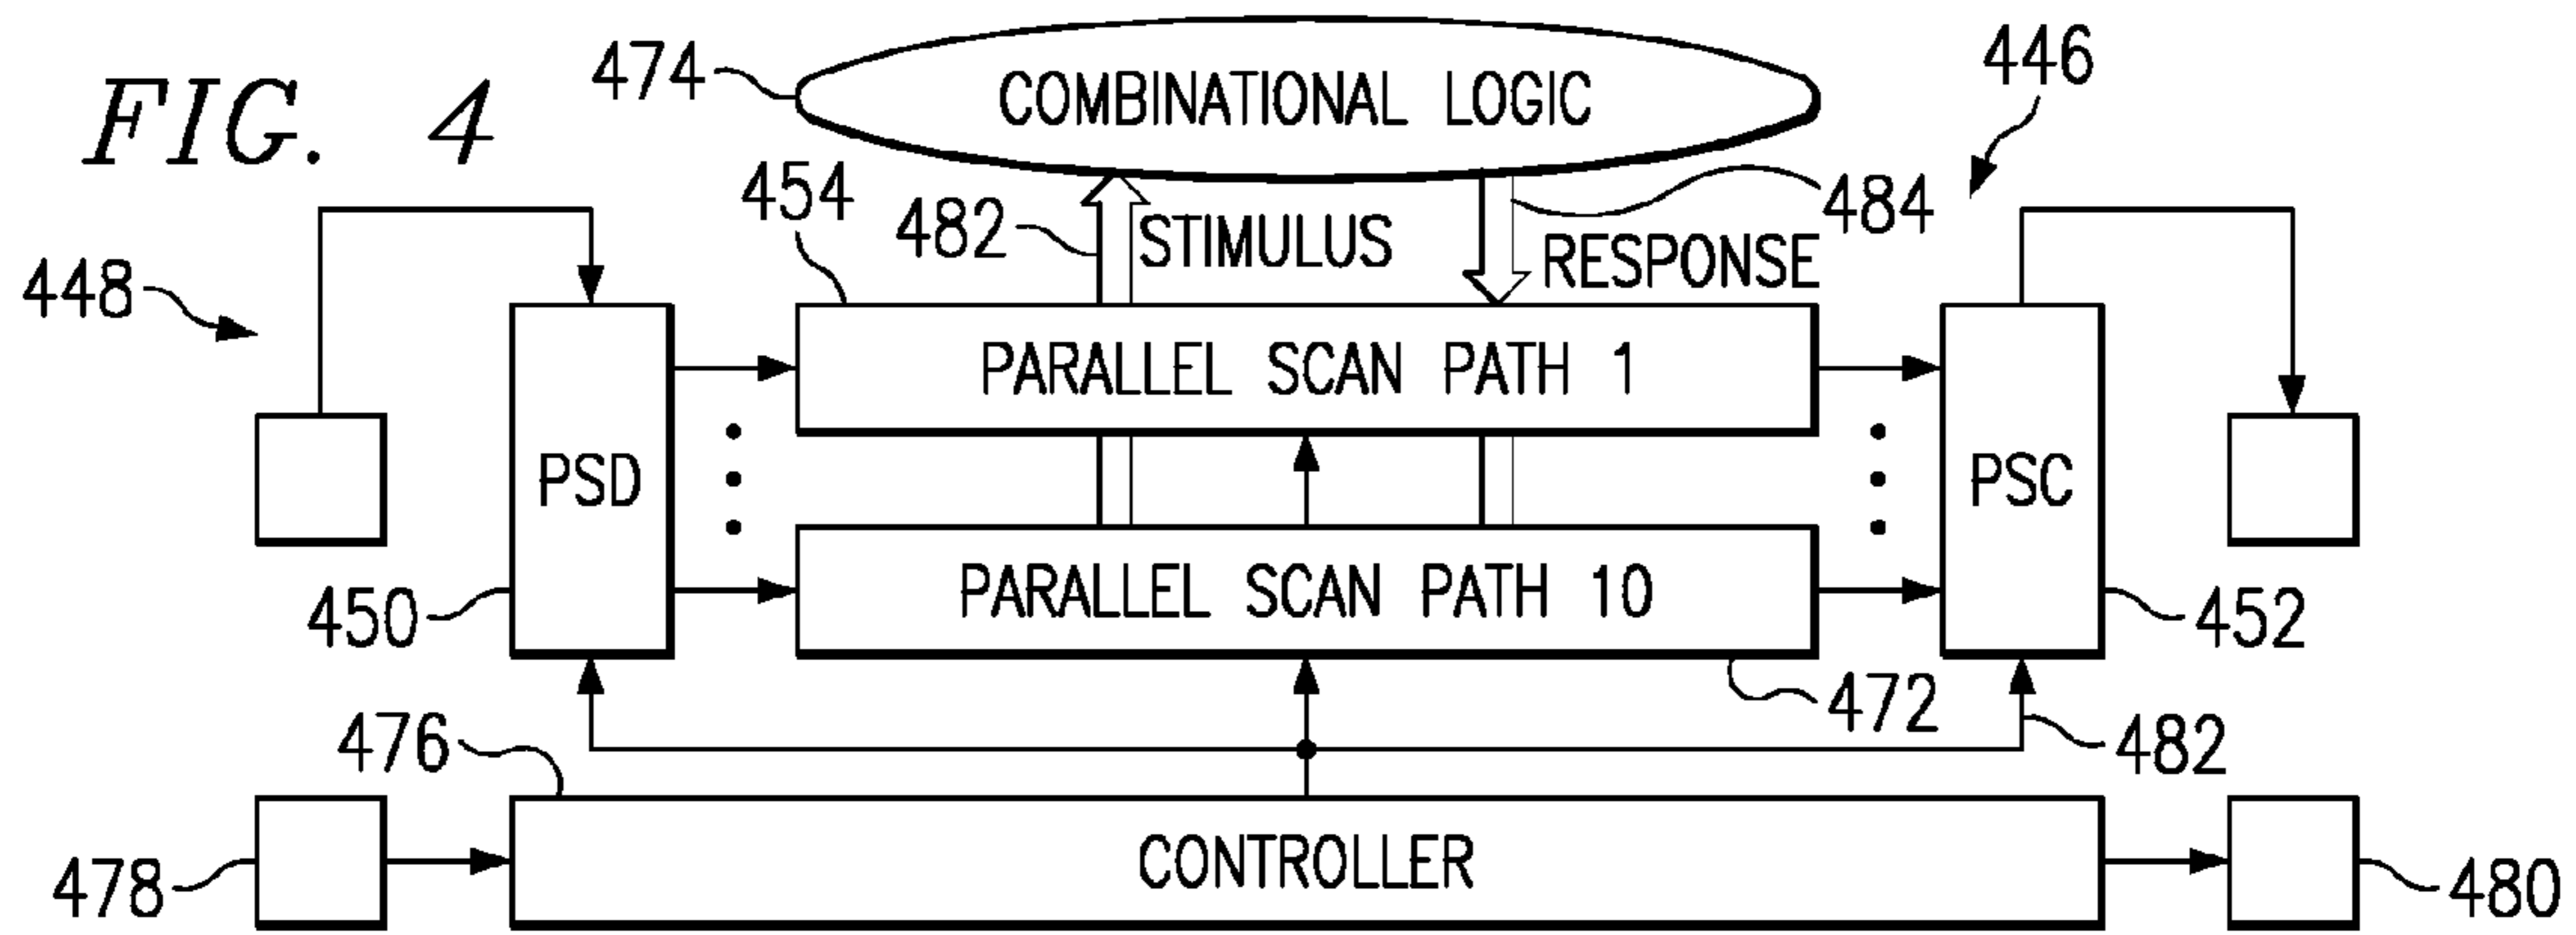 FIG. 4
474
COMBINATIONAL LOGIC
446
454
482
STIMULUS
484
RESPONSE
448
PARALLEL SCAN PATH 1
PSD
PSC
PARALLEL SCAN PATH 10
450
452
472
476
482
CONTROLLER
478
480